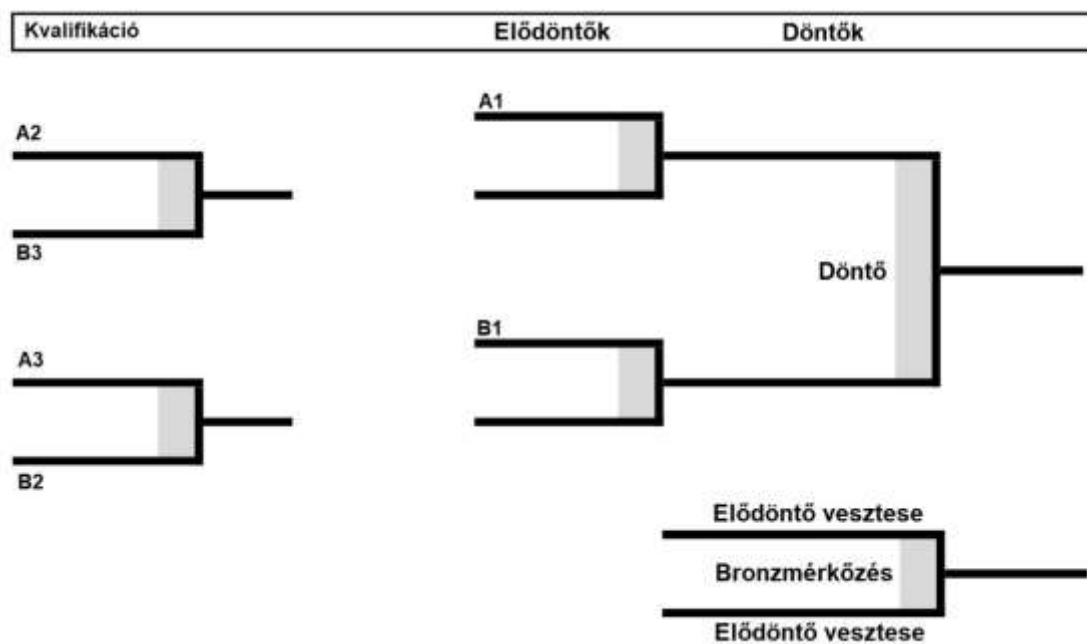 Kvalifikáció Elődöntők Döntők
A1
A2
B3
Döntő
B1
A3
B2
Elődöntő vesztese
Bronzmérkőzés
Elődöntő vesztese